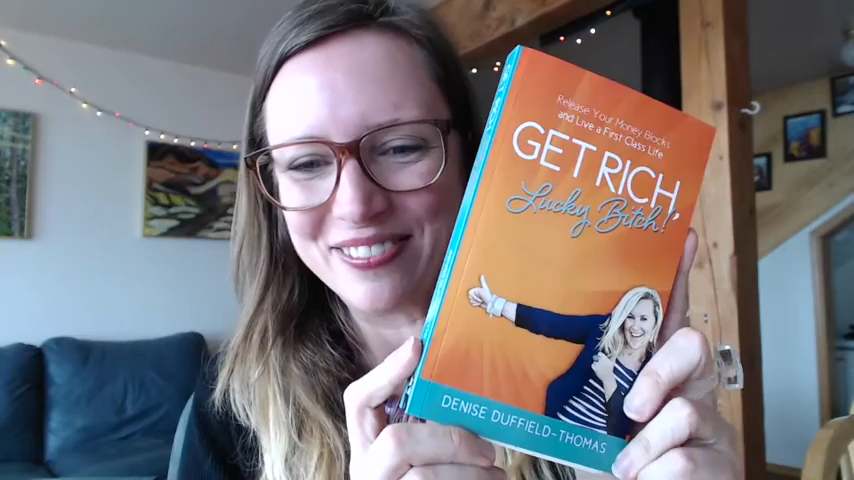 Release Your Money Blocks
and Live a First Class Life
GET RICH,
Lucky Bitch!
DENISE DUFFIELD-THOMAS